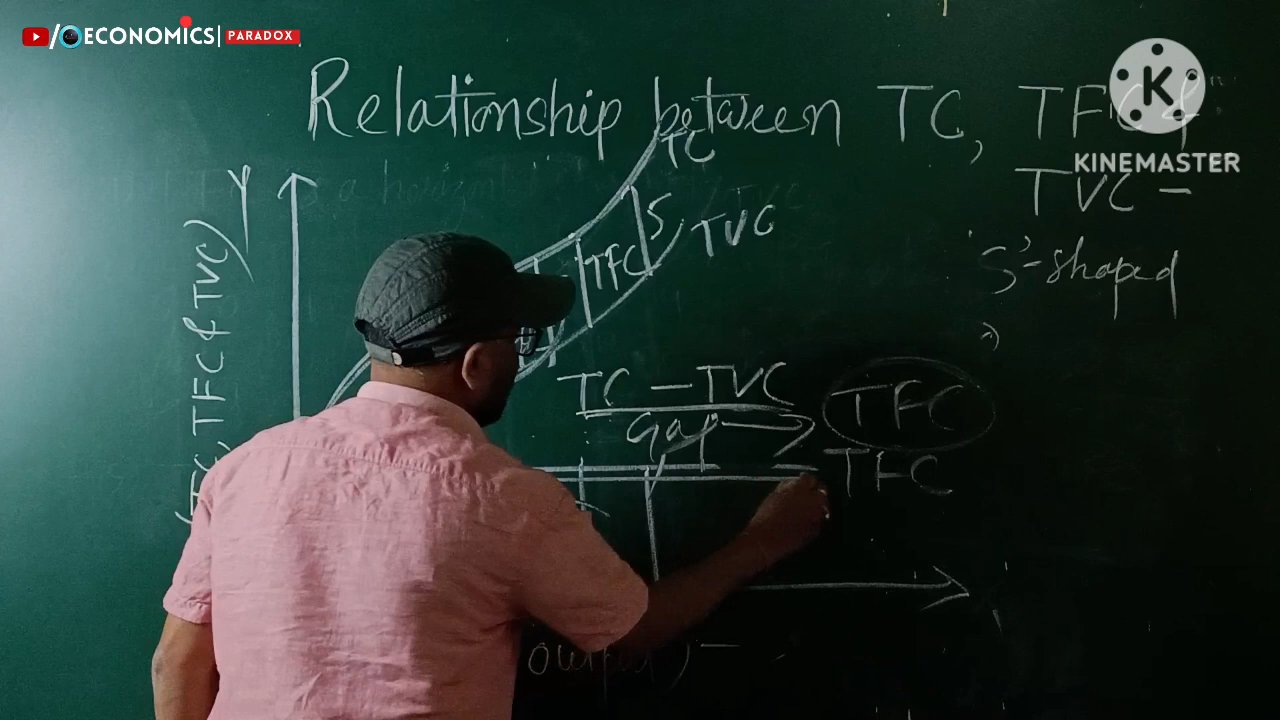 /ECONOMICS| PARADOX
Relationship between TC, TFC &
KINEMASTER
TVC –
'S'-shaped
Y
TC
TVC
S
TFC
TC, TFC & TVC)
TC – TVC
TFC
Gap
TFC
output) –